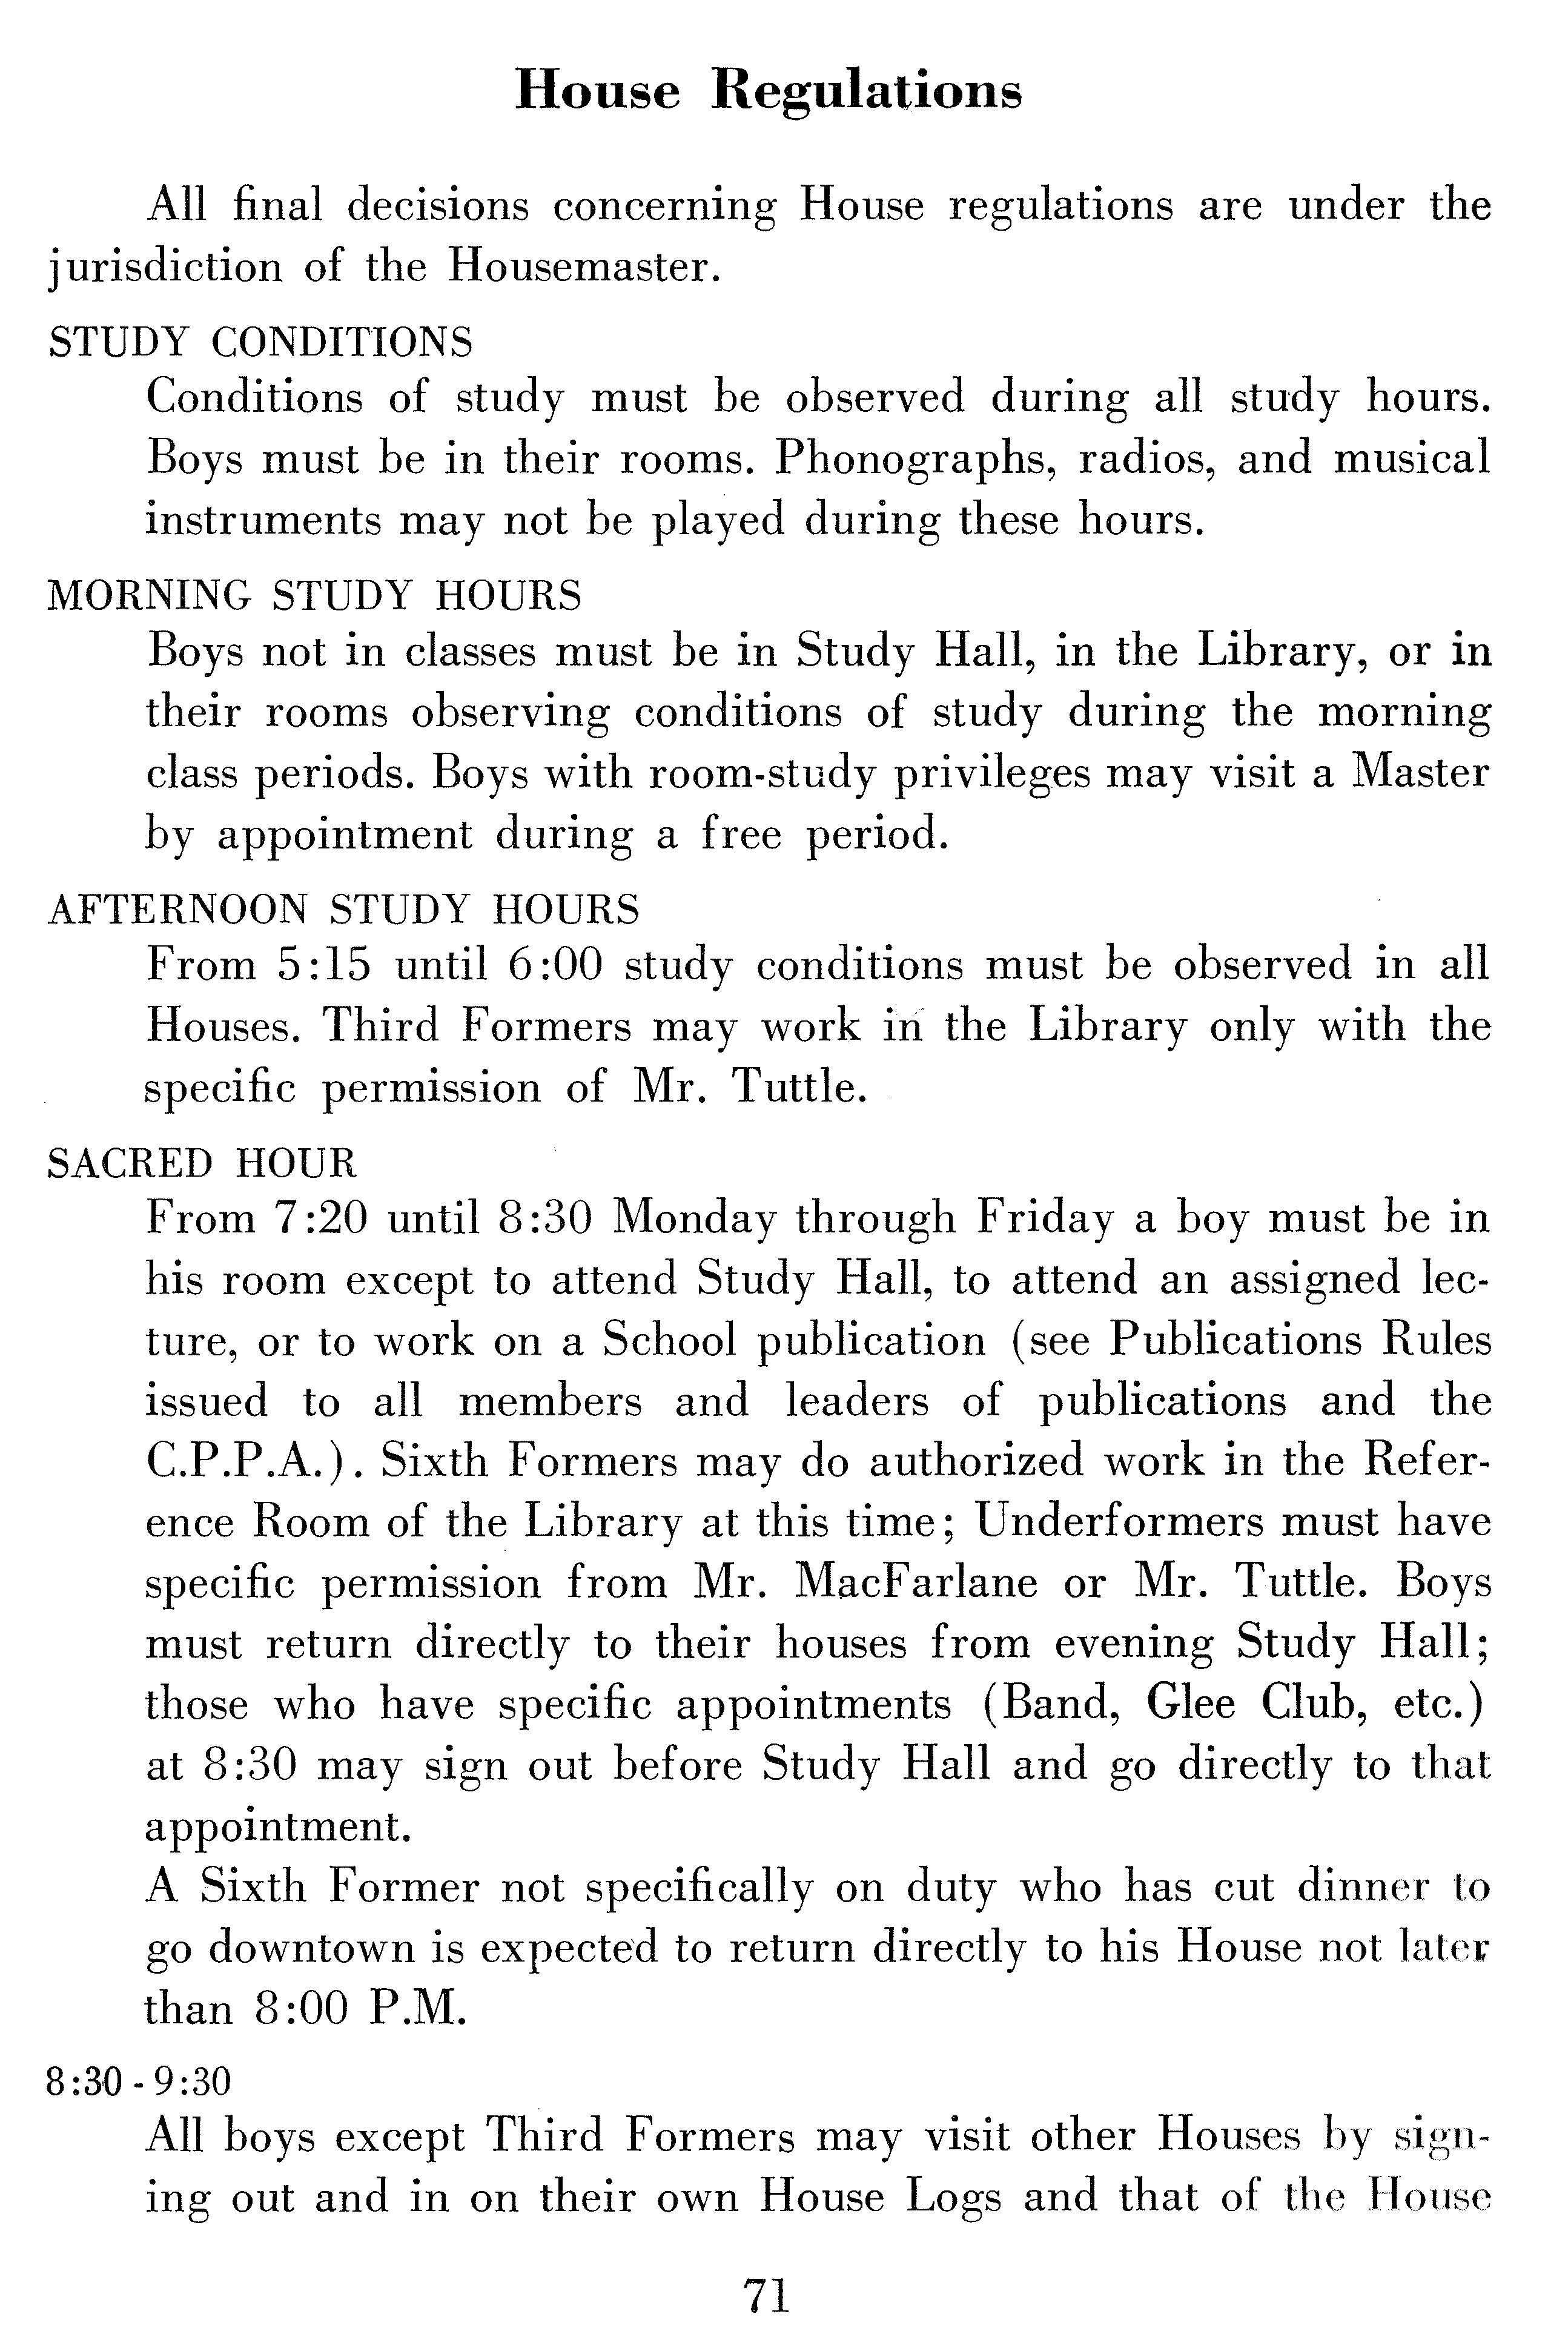 House Regulations
All final decisions concerning House regulations are under the
jurisdiction of the Housemaster.
STUDY CONDITIONS
Conditions of study must be observed during all study hours.
Boys must be in their rooms. Phonographs, radios, and musical
instruments may not be played during these hours.
MORNING STUDY HOURS
Boys not in classes must be in Study Hall, in the Library, or in
their rooms observing conditions of study during the morning
class periods. Boys with room-study privileges may visit a Master
by appointment during a free period.
AFTERNOON STUDY HOURS
From 5:15 until 6:00 study conditions must be observed in all
Houses. Third Formers may work in the Library only with the
specific permission of Mr. Tuttle.
SACRED HOUR
From 7:20 until 8:30 Monday through Friday a boy must be in
his room except to attend Study Hall, to attend an assigned lec-
ture, or to work on a School publication (see Publications Rules
issued to all members and leaders of publications and the
C.P.P.A.). Sixth Formers may do authorized work in the Refer-
ence Room of the Library at this time; Underformers must have
specific permission from Mr. MacFarlane or Mr. Tuttle. Boys
must return directly to their houses from evening Study Hall;
those who have specific appointments (Band, Glee Club, etc.)
at 8:30 may sign out before Study Hall and go directly to that
appointment.
A Sixth Former not specifically on duty who has cut dinner to
go downtown is expected to return directly to his House not later
than 8:00 P.M.
8:30 - 9:30
All boys except Third Formers may visit other Houses by sign-
ing out and in on their own House Logs and that of the House
71